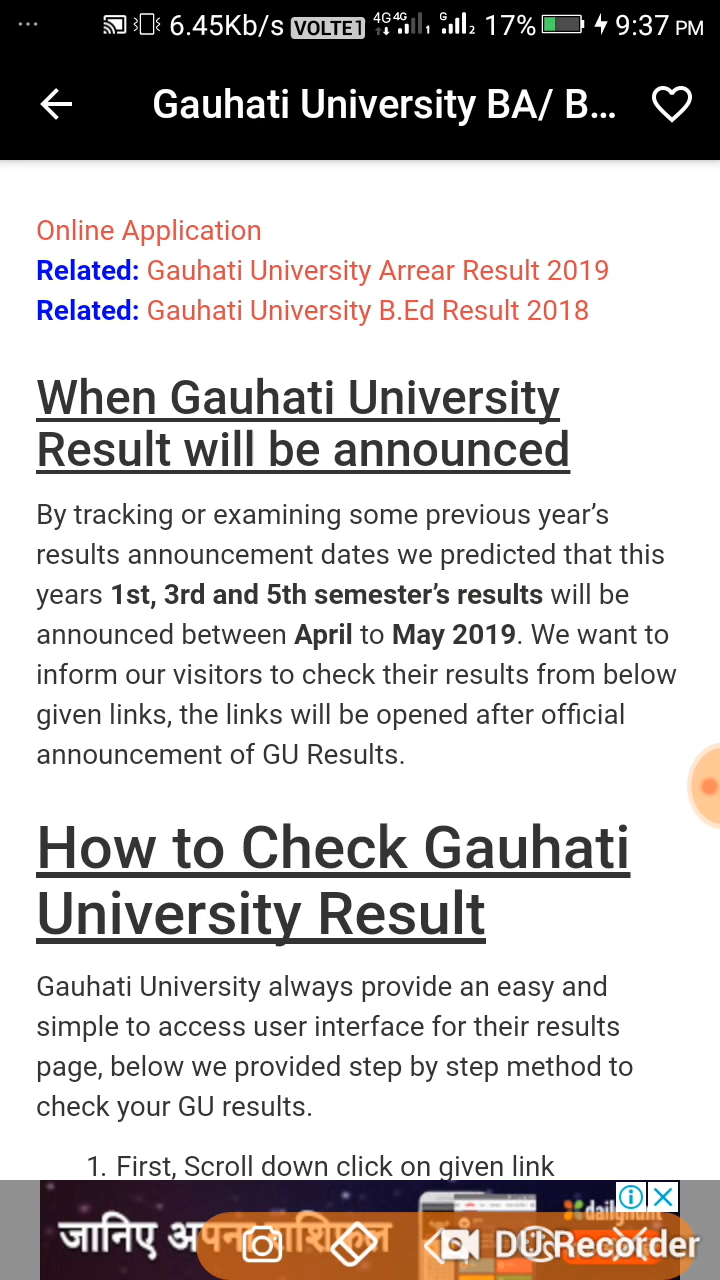 6.45Kb/s VOLTE1 4G 4G 1 G 2 17% 9:37 PM
Gauhati University BA/ B...
Online Application
Related: Gauhati University Arrear Result 2019
Related: Gauhati University B.Ed Result 2018
When Gauhati University
Result will be announced
By tracking or examining some previous year’s
results announcement dates we predicted that this
years 1st, 3rd and 5th semester’s results will be
announced between April to May 2019. We want to
inform our visitors to check their results from below
given links, the links will be opened after official
announcement of GU Results.
How to Check Gauhati
University Result
Gauhati University always provide an easy and
simple to access user interface for their results
page, below we provided step by step method to
check your GU results.
1. First, Scroll down click on given link
जानिए अपना राशिफल
dailyhunt
DU Recorder